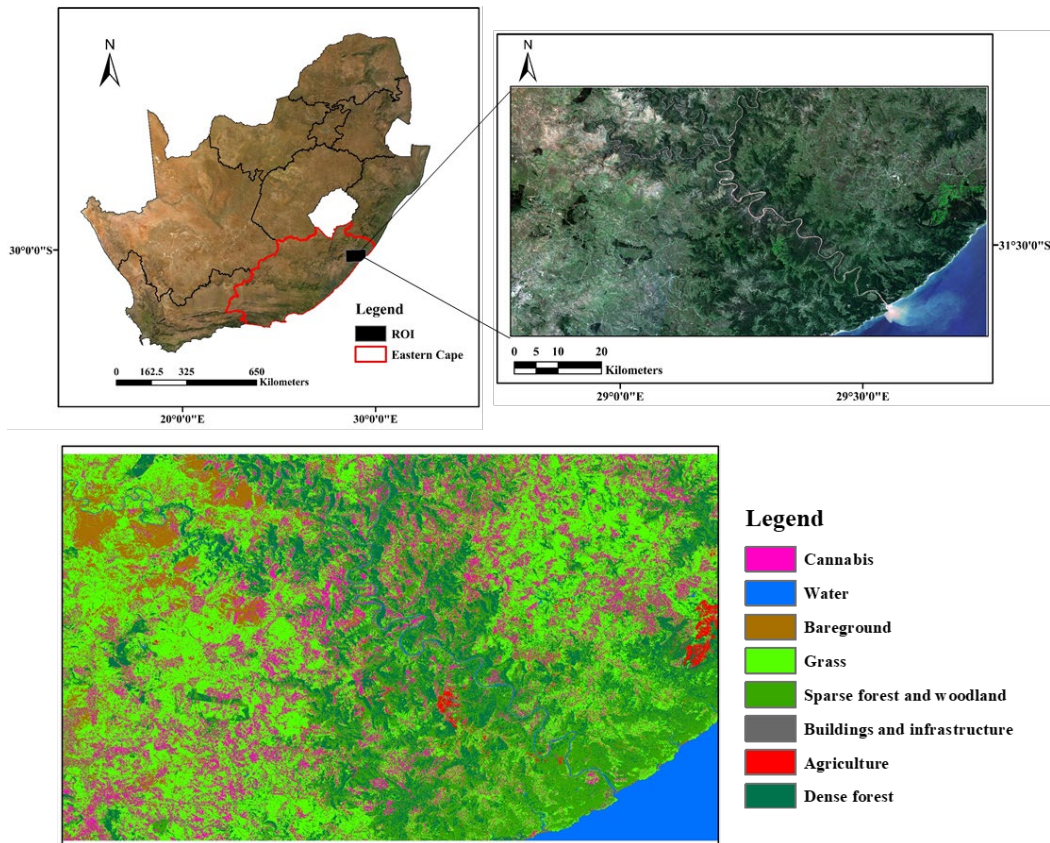 N
30°0'0"S
Legend
ROI
Eastern Cape
0 162.5 325 650
Kilometers
20°0'0"E 30°0'0"E
N
31°30'0"S
0 5 10 20
Kilometers
29°0'0"E 29°30'0"E
Legend
Cannabis
Water
Bareground
Grass
Sparse forest and woodland
Buildings and infrastructure
Agriculture
Dense forest